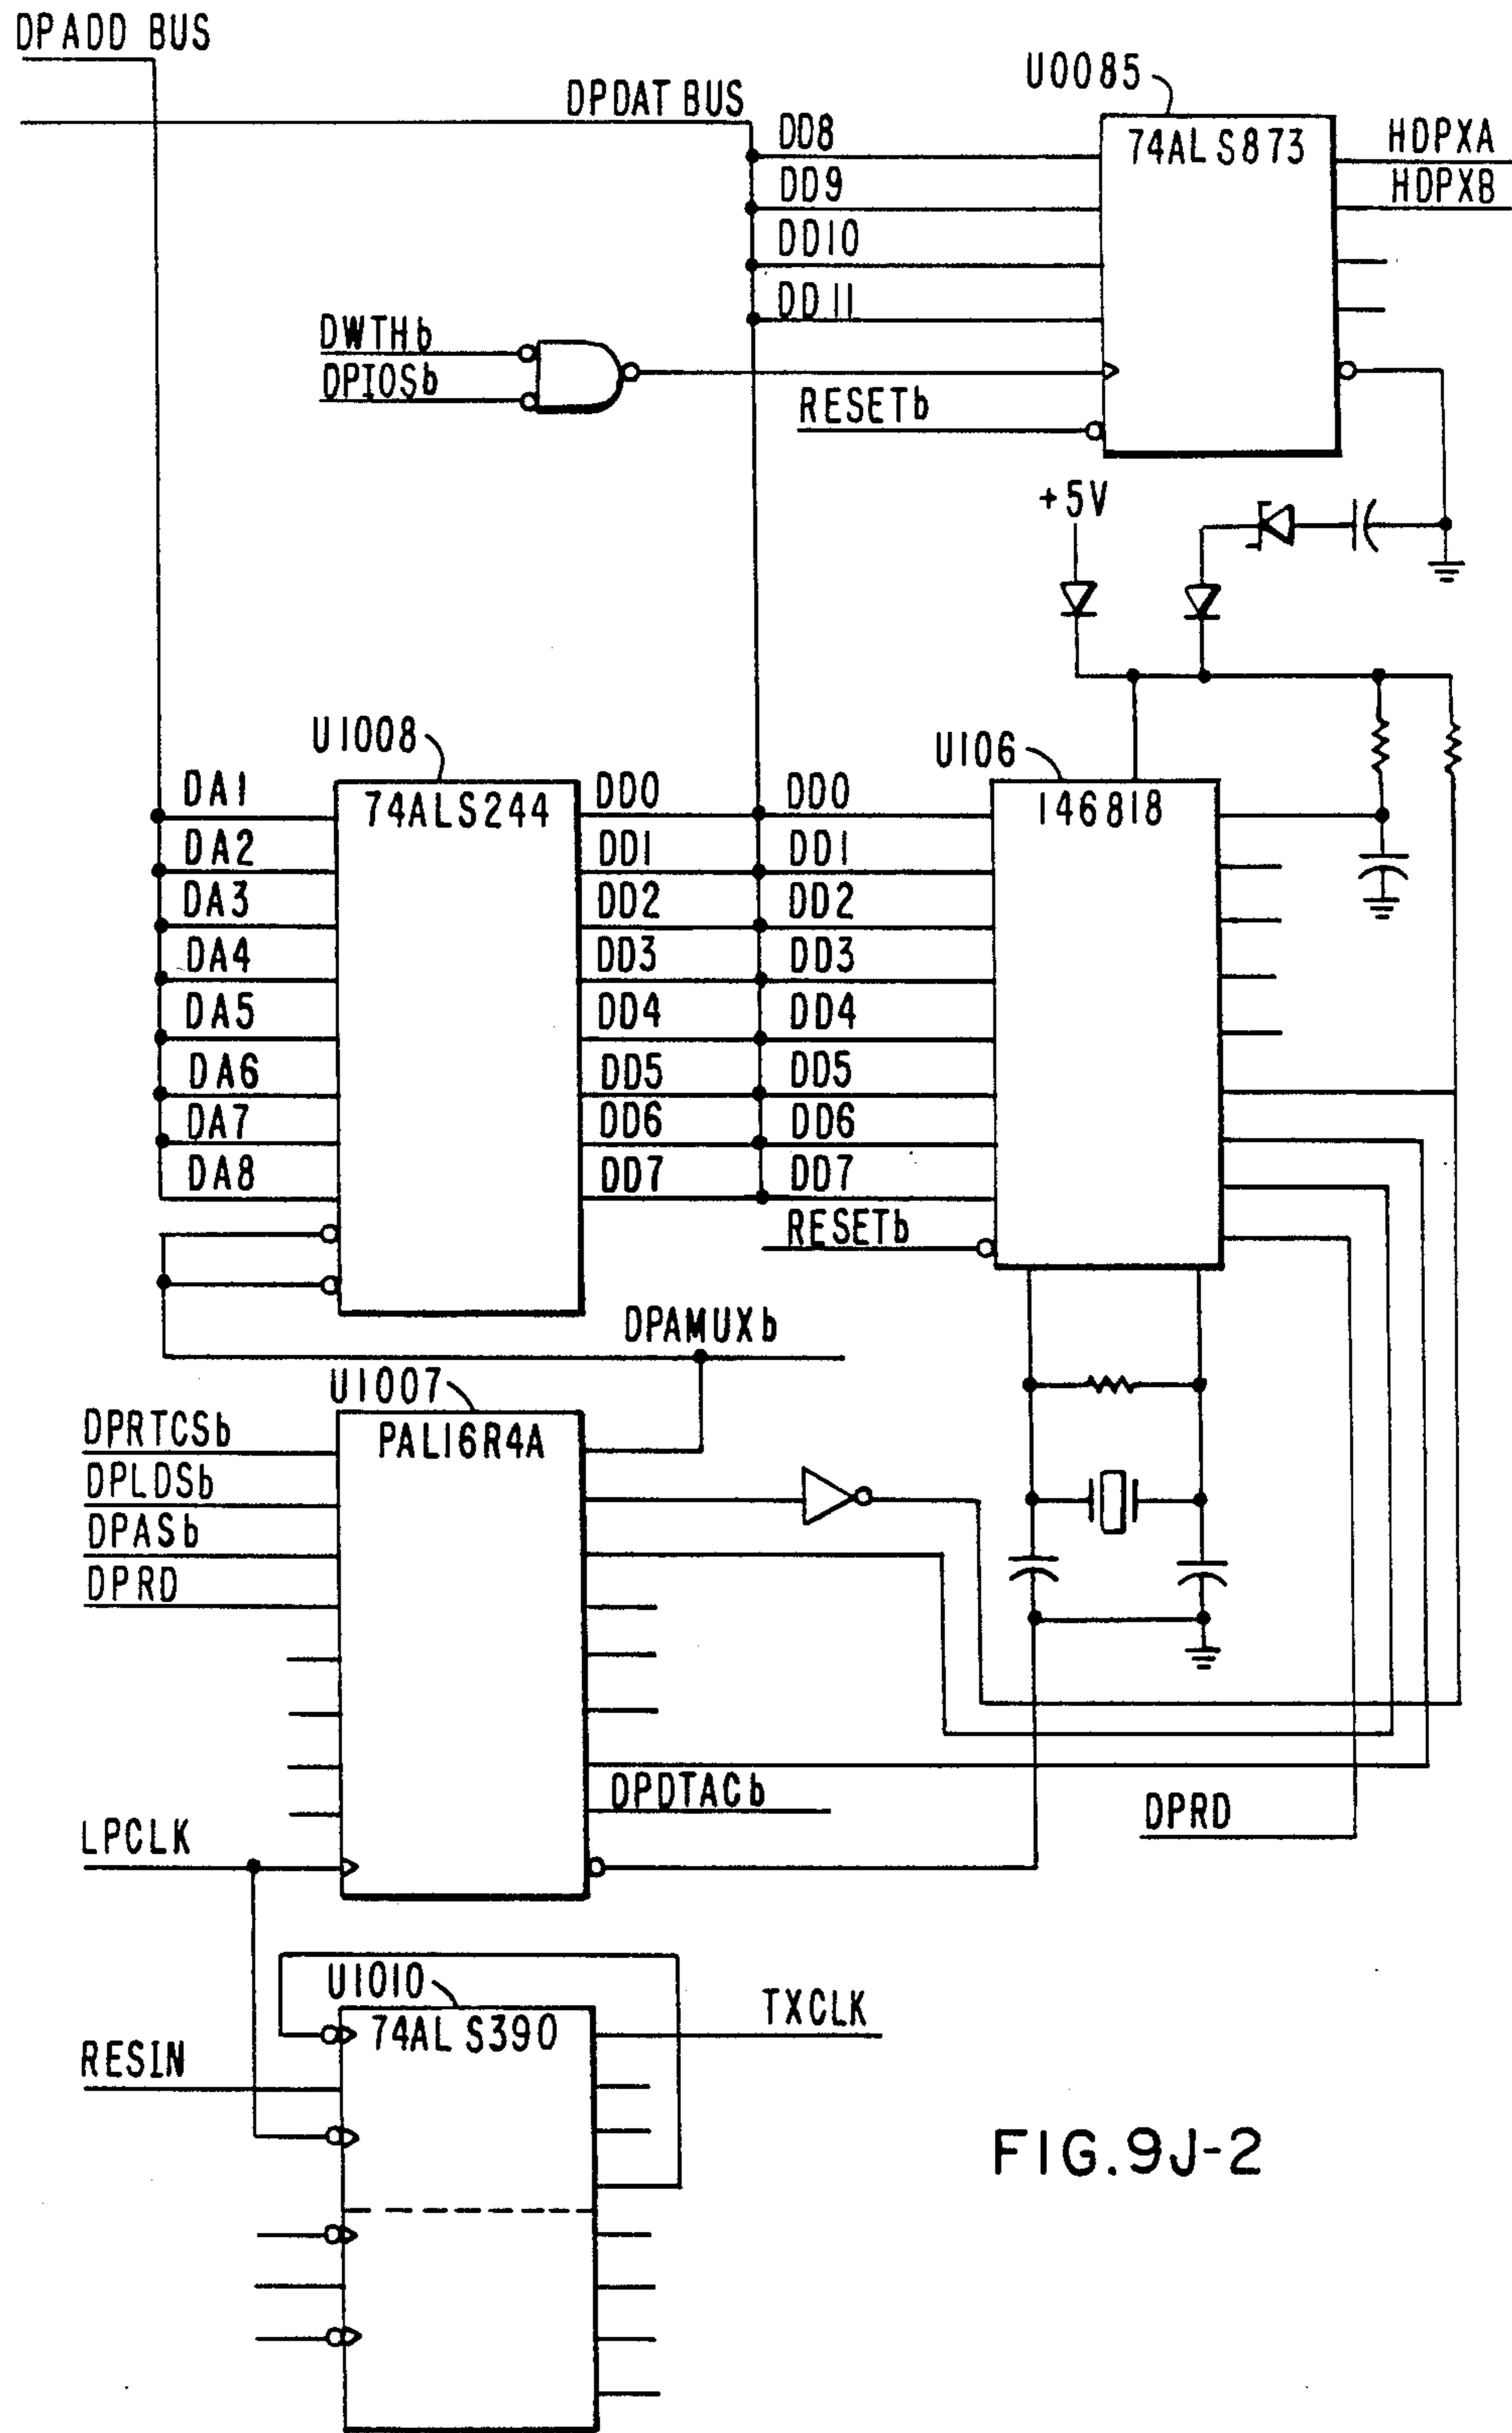 DPADD BUS
DPDAT BUS
U0085
74ALS873
DD8
DD9
DD10
DD11
HDPXA
HDPXB
DWTHb
DPIOSb
RESETb
+5V
U1008
74ALS244
DA1
DA2
DA3
DA4
DA5
DA6
DA7
DA8
DD0
DD1
DD2
DD3
DD4
DD5
DD6
DD7
DD0
DD1
DD2
DD3
DD4
DD5
DD6
DD7
RESETb
U106
146818
DPAMUXb
U1007
PAL16R4A
DPRTCSb
DPLDSb
DPASb
DPRD
LPCLK
DPDTACb
DPRD
U1010
74ALS390
RESIN
TXCLK
FIG.9J-2